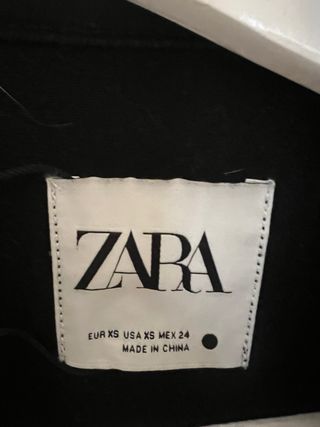 ZARA
EUR XS USA XS MEX 24
MADE IN CHINA